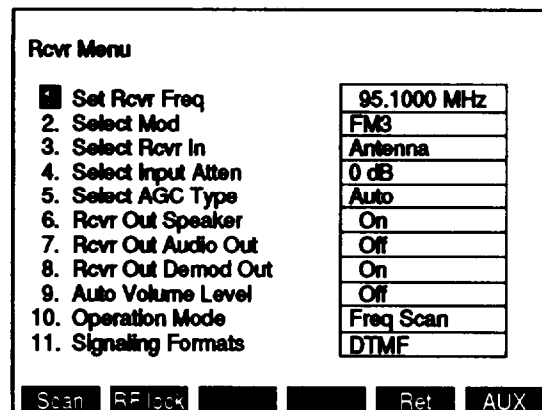 Rcvr Menu
1 Set Rcvr Freq 95.1000 MHz
2. Select Mod FM3
3. Select Rcvr In Antenna
4. Select Input Atten 0 dB
5. Select AGC Type Auto
6. Rcvr Out Speaker On
7. Rcvr Out Audio Out Off
8. Rcvr Out Demod Out On
9. Auto Volume Level Off
10. Operation Mode Freq Scan
11. Signaling Formats DTMF
Scan RF lock Ret AUX